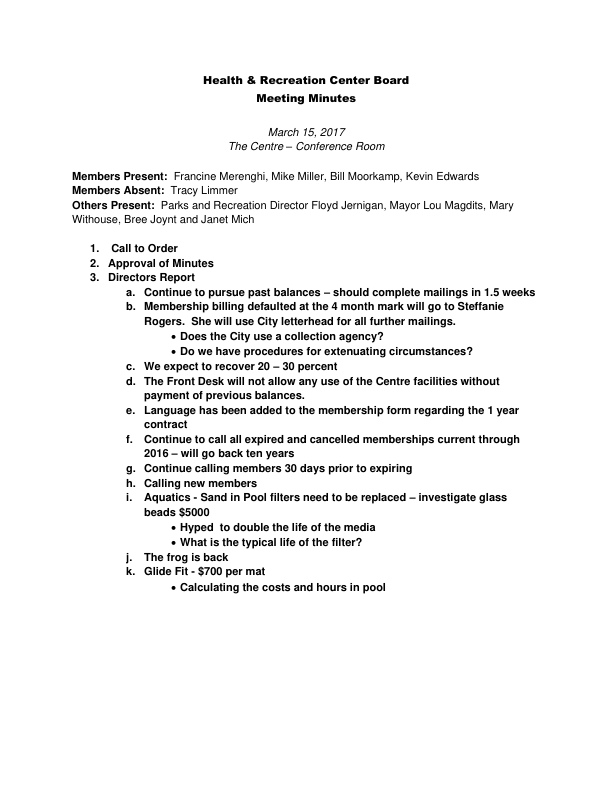 Health & Recreation Center Board
Meeting Minutes
March 15, 2017
The Centre – Conference Room
Members Present:  Francine Merenghi, Mike Miller, Bill Moorkamp, Kevin Edwards
Members Absent:  Tracy Limmer
Others Present:  Parks and Recreation Director Floyd Jernigan, Mayor Lou Magdits, Mary
Withouse, Bree Joynt and Janet Mich
1.  Call to Order
2.  Approval of Minutes
3.  Directors Report
a.  Continue to pursue past balances – should complete mailings in 1.5 weeks
b.  Membership billing defaulted at the 4 month mark will go to Steffanie
Rogers.  She will use City letterhead for all further mailings.
• Does the City use a collection agency?
• Do we have procedures for extenuating circumstances?
c.  We expect to recover 20 – 30 percent
d.  The Front Desk will not allow any use of the Centre facilities without
payment of previous balances.
e.  Language has been added to the membership form regarding the 1 year
contract
f.  Continue to call all expired and cancelled memberships current through
2016 – will go back ten years
g.  Continue calling members 30 days prior to expiring
h.  Calling new members
i.  Aquatics - Sand in Pool filters need to be replaced – investigate glass
beads $5000
• Hyped  to double the life of the media
• What is the typical life of the filter?
j.  The frog is back
k.  Glide Fit - $700 per mat
• Calculating the costs and hours in pool